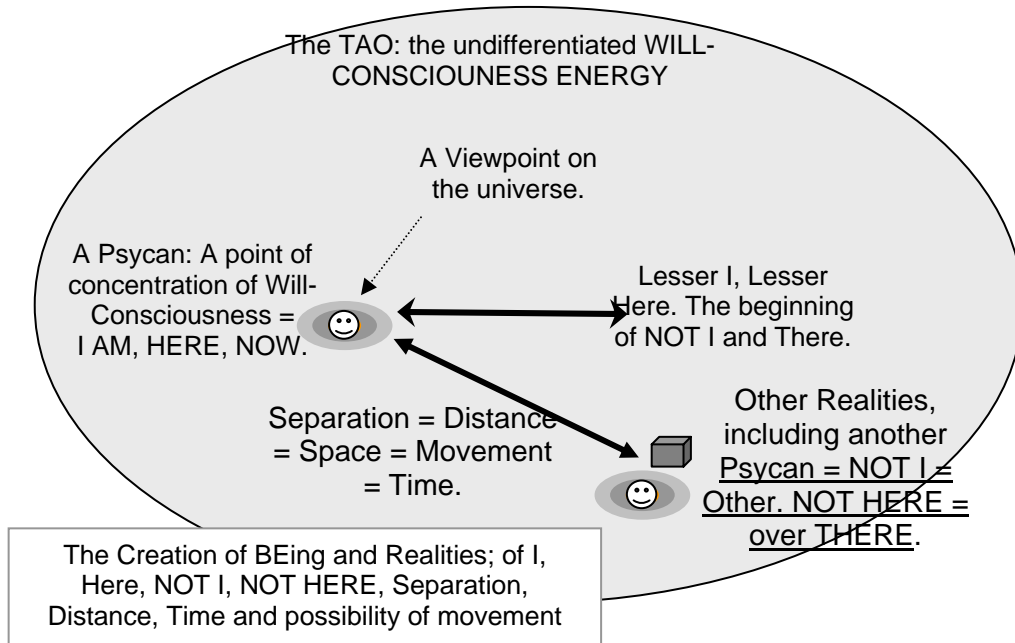 The TAO: the undifferentiated WILL-
CONSCIOUNESS ENERGY
A Viewpoint on
the universe.
A Psycan: A point of
concentration of Will-
Consciousness =
I AM, HERE, NOW.
Lesser I, Lesser
Here. The beginning
of NOT I and There.
Separation = Distance
= Space = Movement
= Time.
Other Realities,
including another
Psycan = NOT I =
Other. NOT HERE =
over THERE.
The Creation of BEing and Realities; of I,
Here, NOT I, NOT HERE, Separation,
Distance, Time and possibility of movement